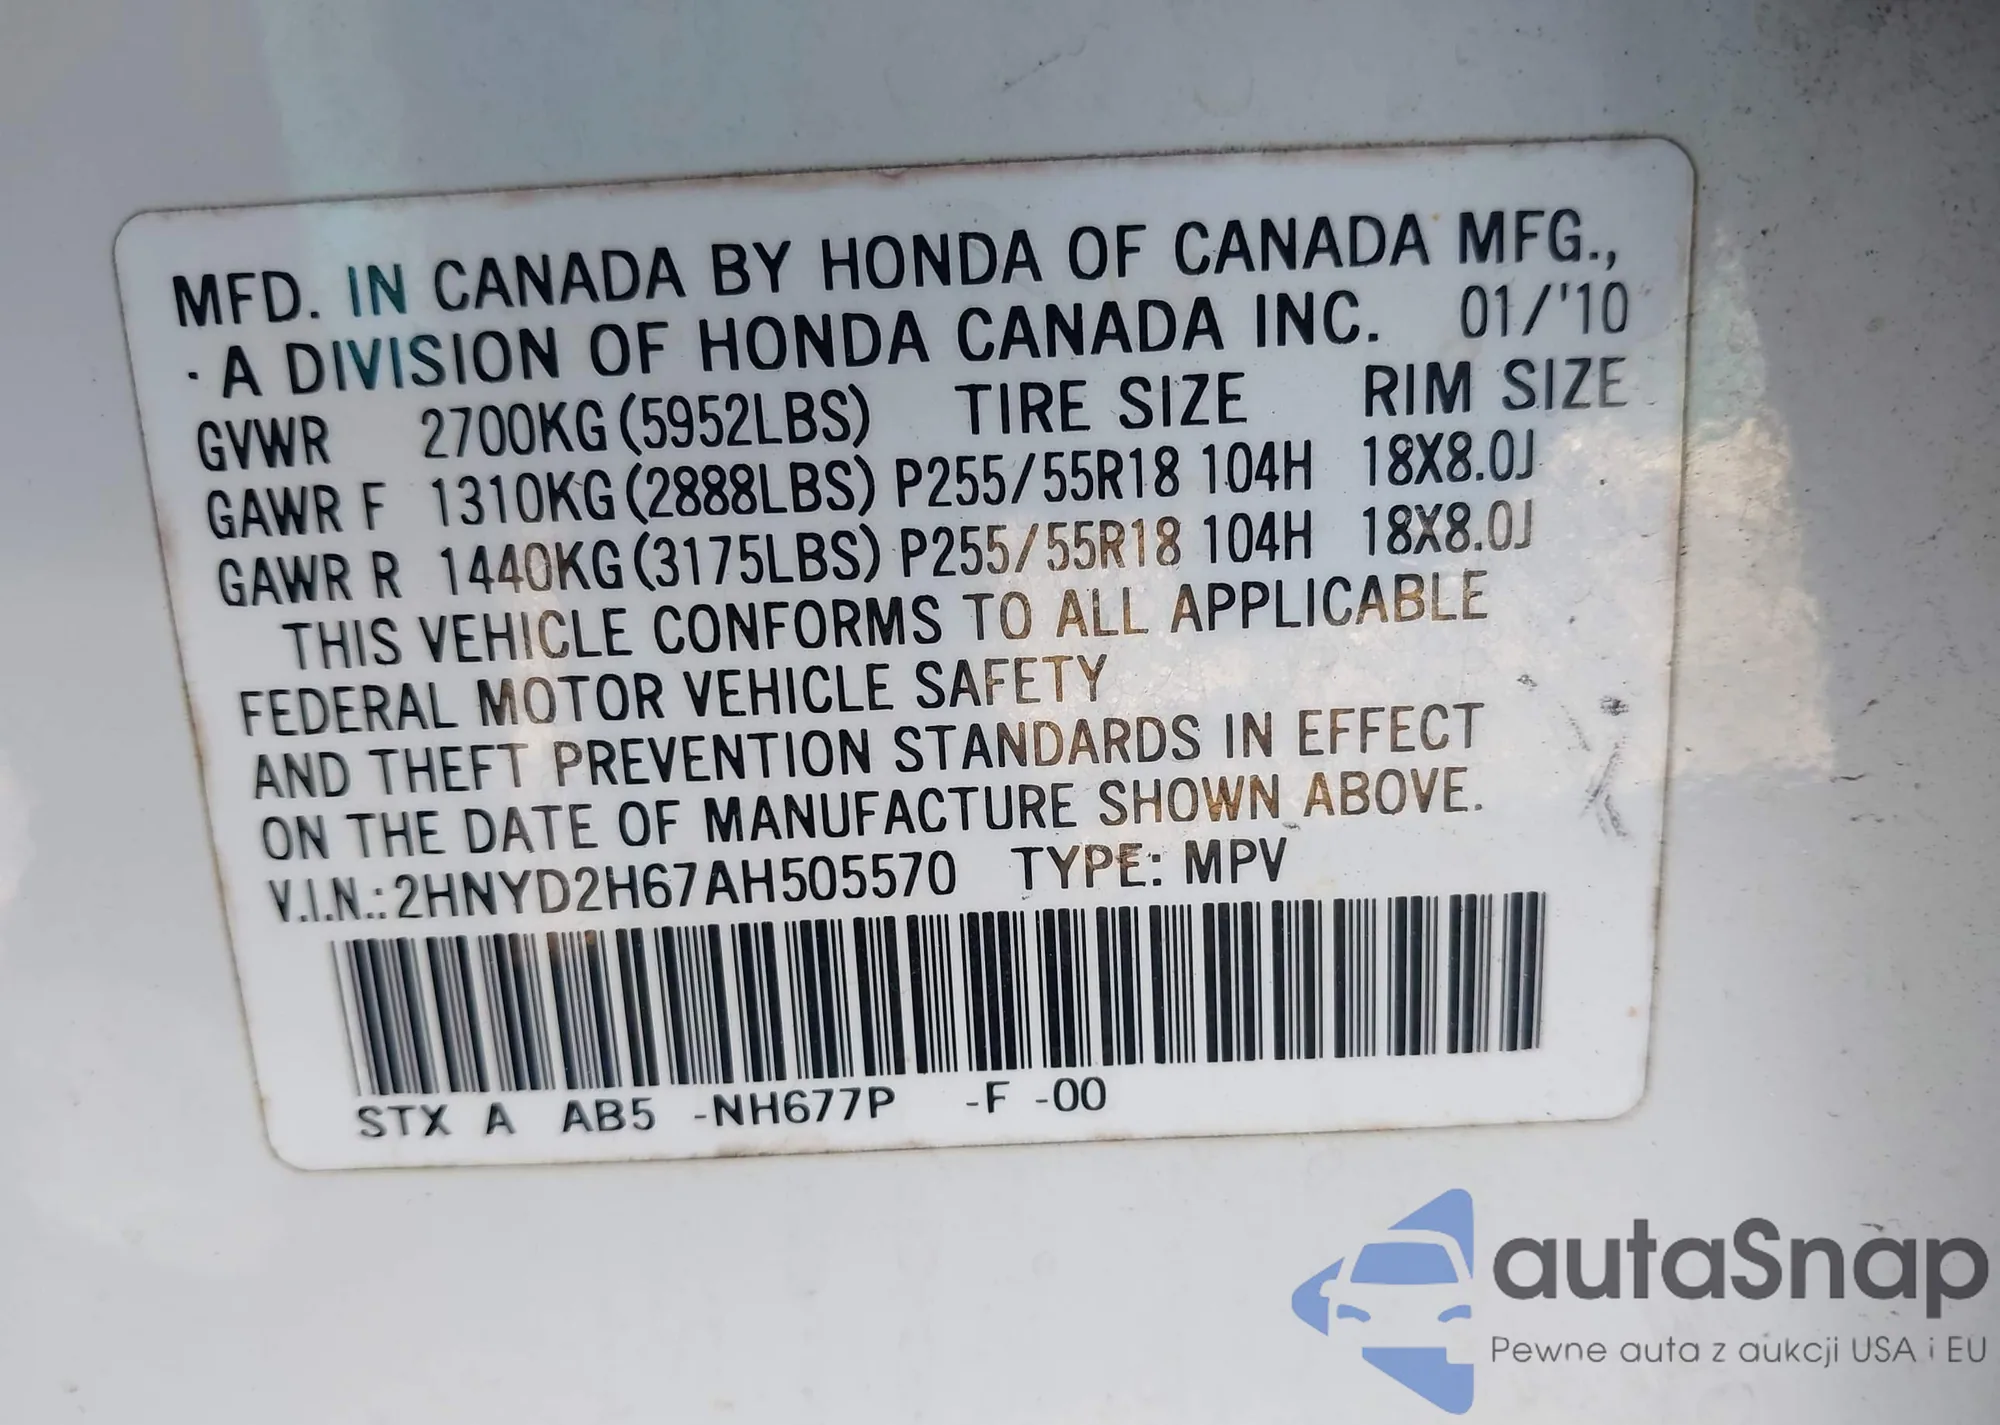 MFD. IN CANADA BY HONDA OF CANADA MFG.,
· A DIVISION OF HONDA CANADA INC. 01/'10
GVWR 2700KG (5952LBS) TIRE SIZE RIM SIZE
GAWR F 1310KG (2888LBS) P255/55R18 104H 18X8.0J
GAWR R 1440KG (3175LBS) P255/55R18 104H 18X8.0J
THIS VEHICLE CONFORMS TO ALL APPLICABLE
FEDERAL MOTOR VEHICLE SAFETY
AND THEFT PREVENTION STANDARDS IN EFFECT
ON THE DATE OF MANUFACTURE SHOWN ABOVE.
V.I.N.: 2HNYD2H67AH505570 TYPE: MPV
STX A AB5 -NH677P -F -00
autaSnap
Pewne auta z aukcji USA i EU